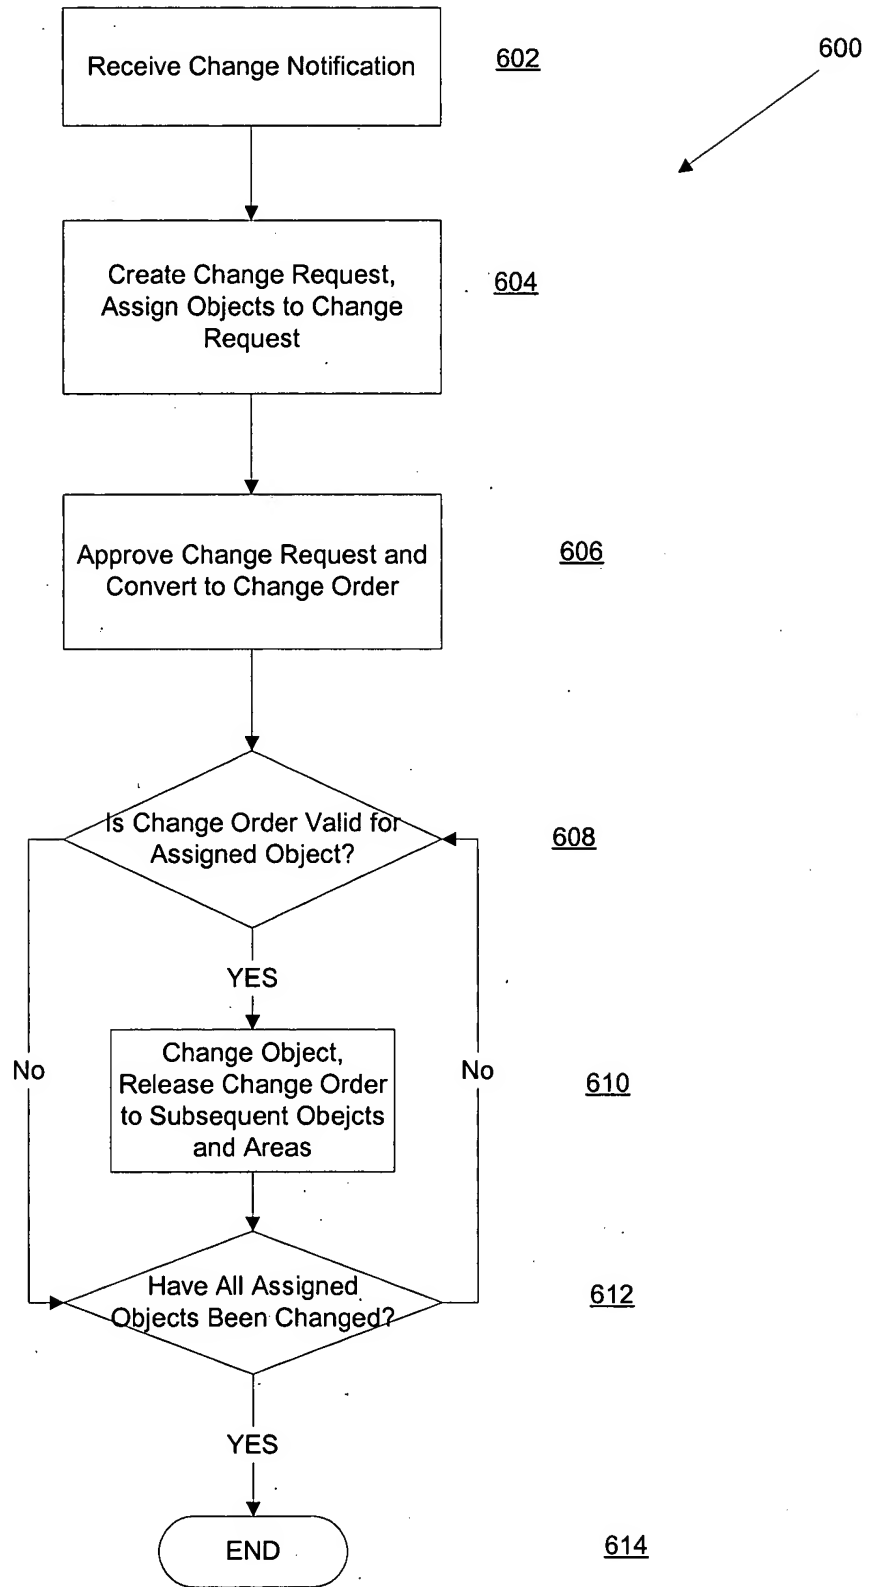 Receive Change Notification
602
600
Create Change Request,
Assign Objects to Change
Request
604
Approve Change Request and
Convert to Change Order
606
Is Change Order Valid for
Assigned Object?
608
YES
No
No
Change Object,
Release Change Order
to Subsequent Obejcts
and Areas
610
Have All Assigned
Objects Been Changed?
612
YES
END
614